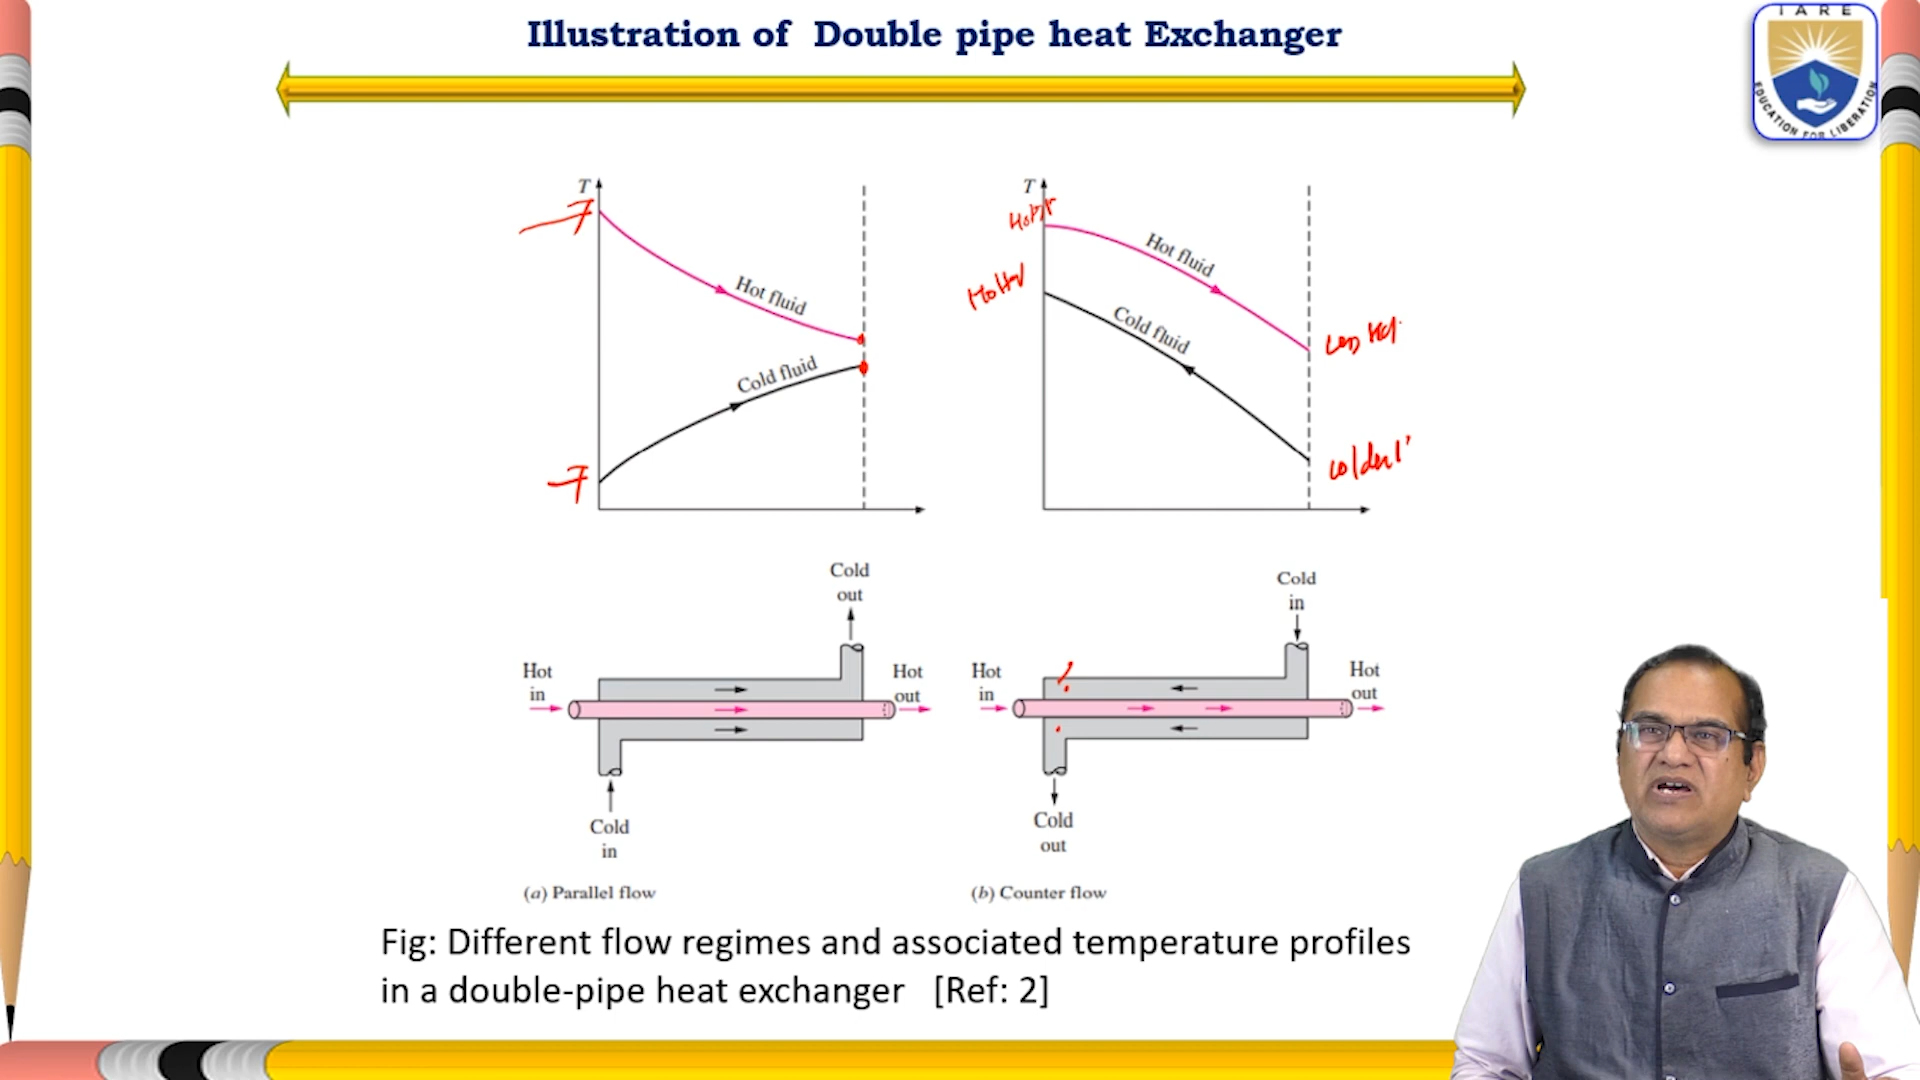 Illustration of Double pipe heat Exchanger
IARE
EDUCATION FOR LIBERATION
T
Hot fluid
Cold fluid
T
Hot fluid
Cold fluid
Cold
out
Hot
in
Hot
out
Cold
in
(a) Parallel flow
Cold
in
Hot
in
Hot
out
Cold
out
(b) Counter flow
Fig: Different flow regimes and associated temperature profiles
in a double-pipe heat exchanger [Ref: 2]